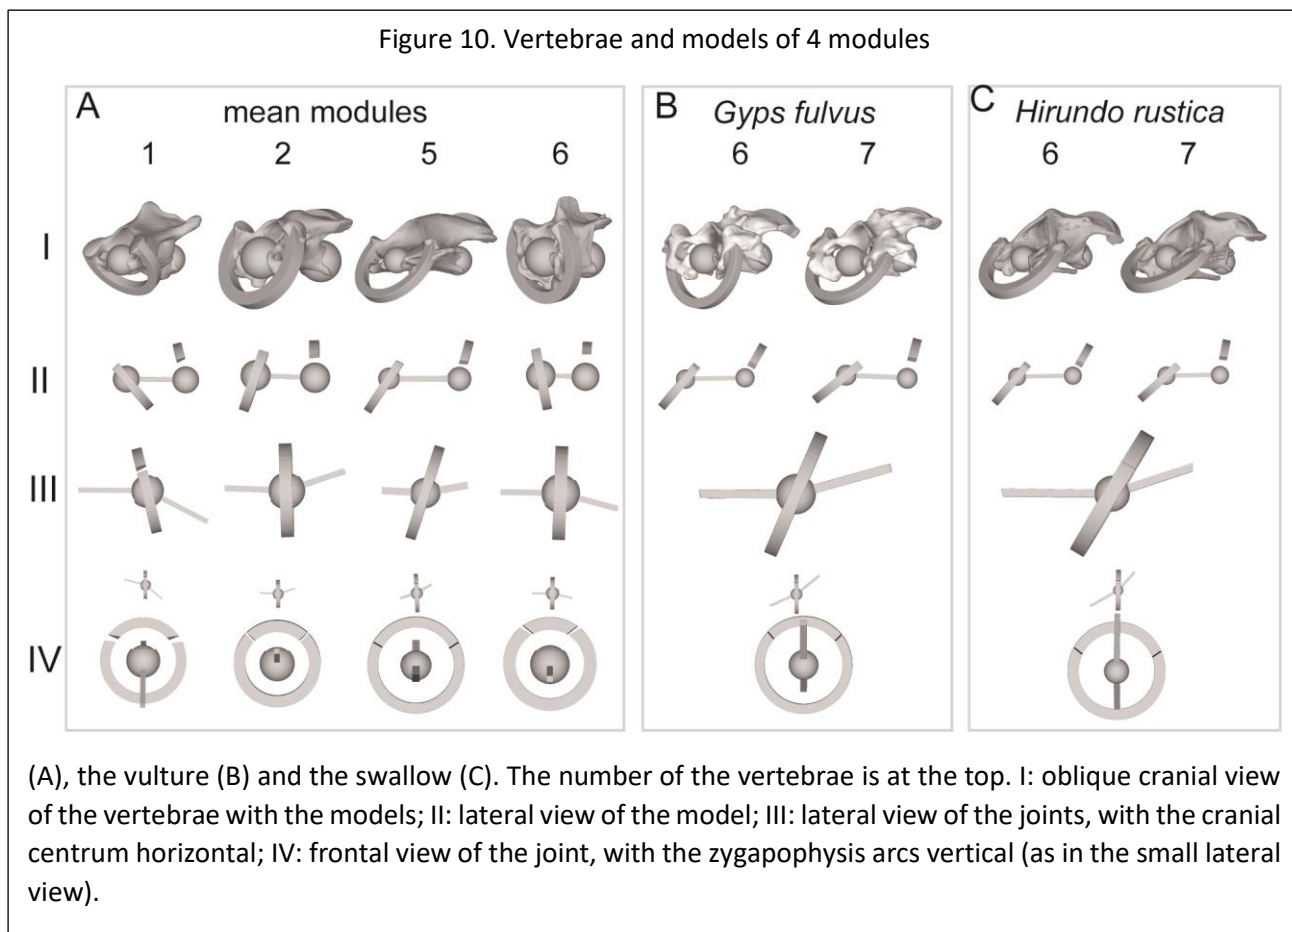 Figure 10. Vertebrae and models of 4 modules
A B C
mean modules Gyps fulvus Hirundo rustica
1 2 5 6 6 7 6 7
I
II
III
IV
(A), the vulture (B) and the swallow (C). The number of the vertebrae is at the top. I: oblique cranial view
of the vertebrae with the models; II: lateral view of the model; III: lateral view of the joints, with the cranial
centrum horizontal; IV: frontal view of the joint, with the zygapophysis arcs vertical (as in the small lateral
view).